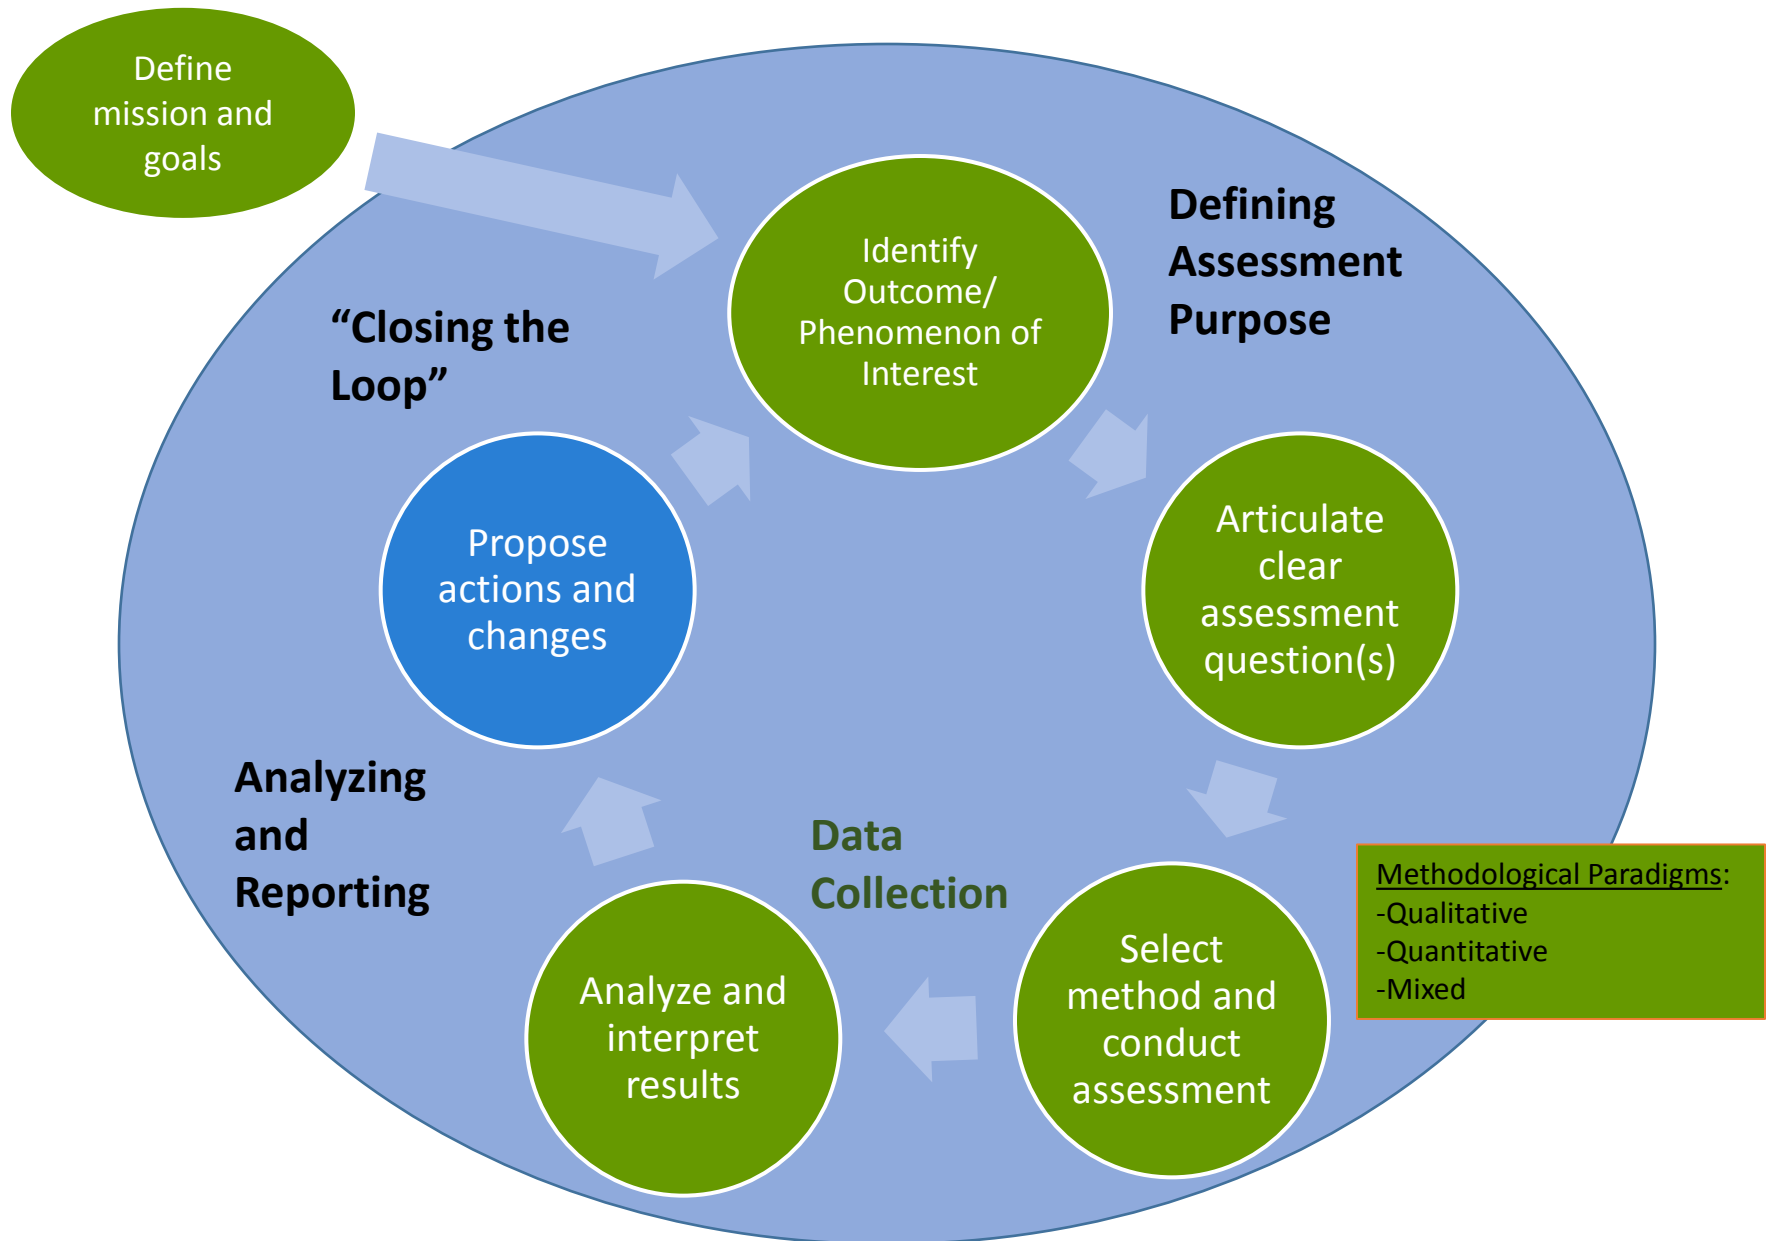 Define
mission and
goals
Identify
Outcome/
Phenomenon of
Interest
Defining
Assessment
Purpose
“Closing the
Loop”
Propose
actions and
changes
Articulate
clear
assessment
question(s)
Analyzing
and
Reporting
Data
Collection
Methodological Paradigms:
-Qualitative
-Quantitative
-Mixed
Select
method and
conduct
assessment
Analyze and
interpret
results